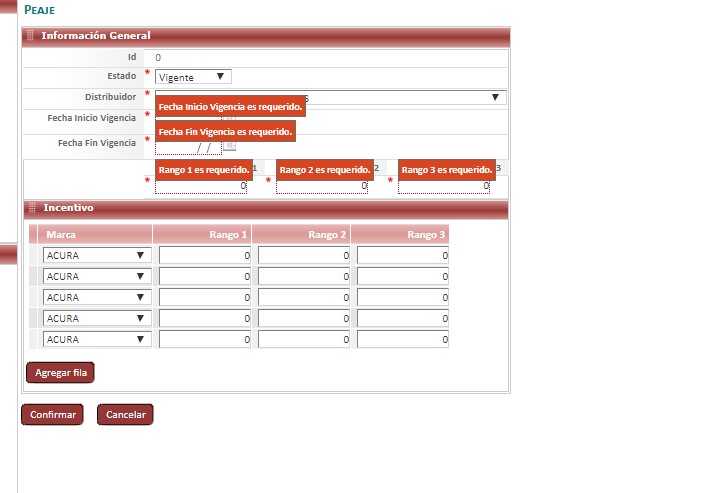 PEAJE
Información General
Id 0
Estado * Vigente
Distribuidor *
Fecha Inicio Vigencia es requerido.
Fecha Inicio Vigencia *
Fecha Fin Vigencia es requerido.
Fecha Fin Vigencia * / /
Rango 1 es requerido. 1 Rango 2 es requerido. 2 Rango 3 es requerido. 3
* 0 * 0 * 0
Incentivo
Marca Rango 1 Rango 2 Rango 3
ACURA 0 0 0
ACURA 0 0 0
ACURA 0 0 0
ACURA 0 0 0
ACURA 0 0 0
Agregar fila
Confirmar Cancelar